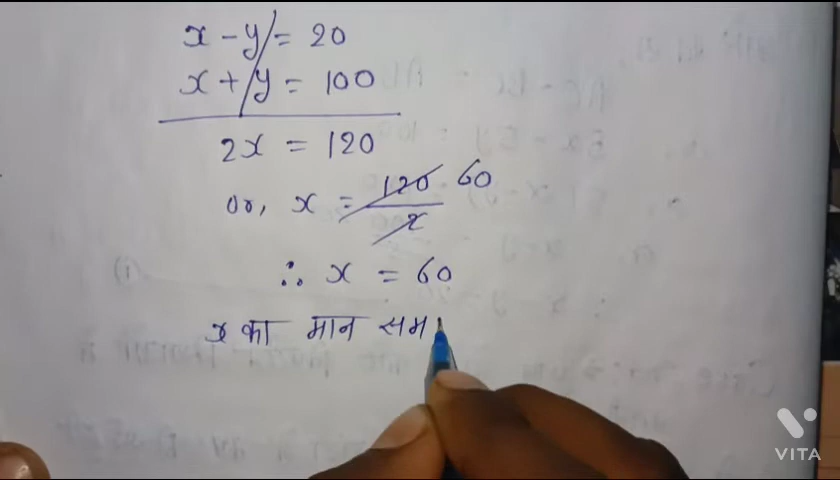 x - y = 20
x + y = 100
2x = 120
or, x = 120/2 60
∴ x = 60
x का मान सम
VITA